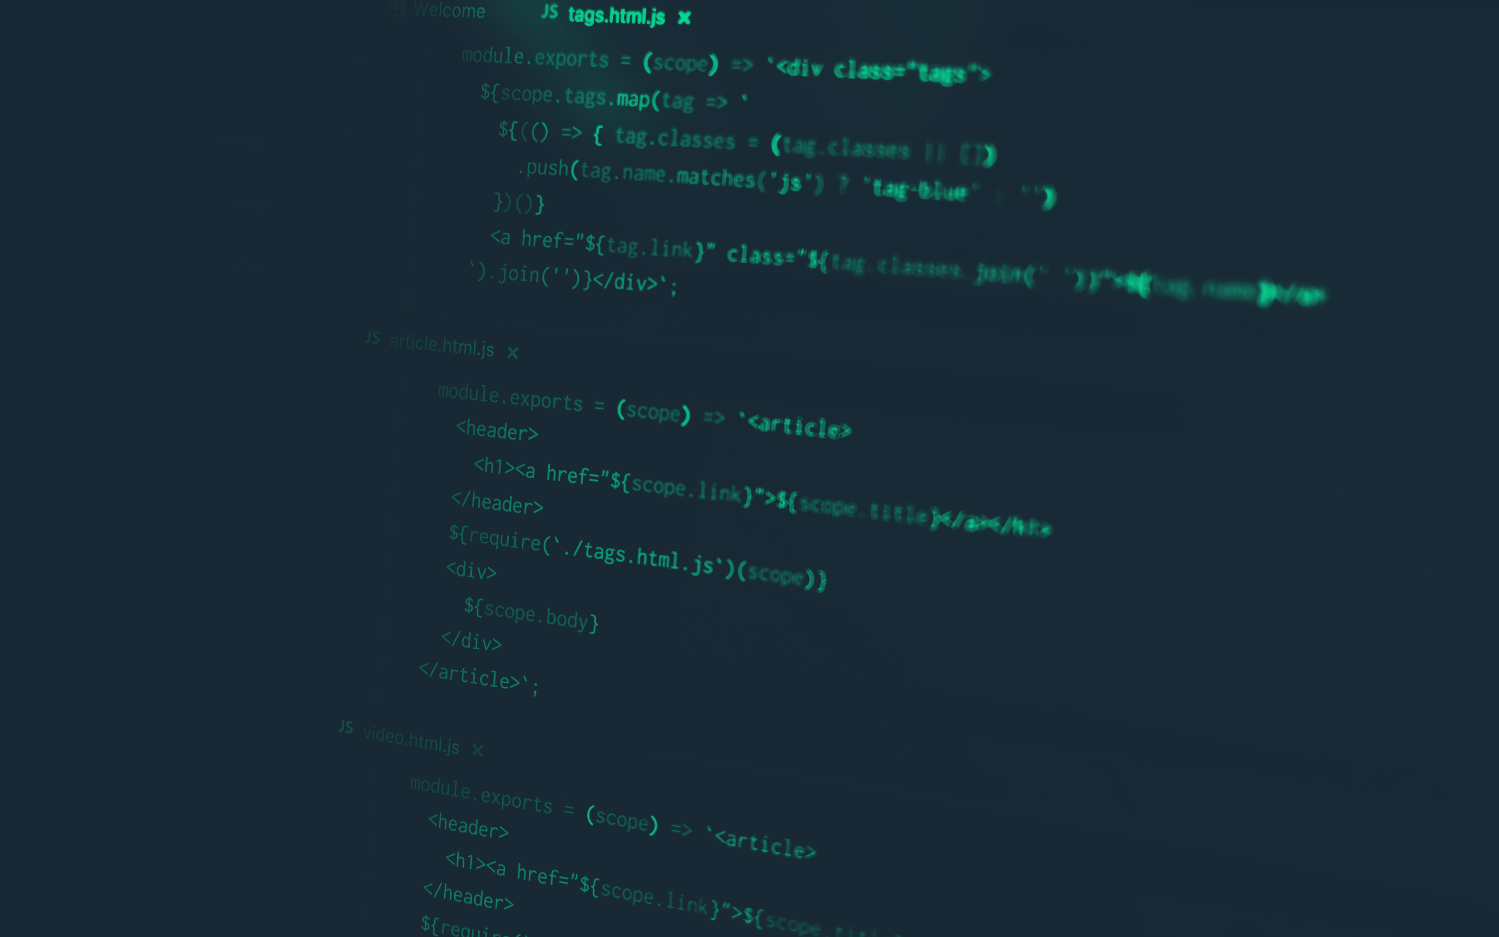 Welcome
JS tags.html.js ×
module.exports = (scope) => `<div class="tags">
${scope.tags.map(tag => `
${(() => { tag.classes = (tag.classes || [])
.push(tag.name.matches('js') ? 'tag-blue' : '')
})()}
<a href="${tag.link}" class="${tag.classes.join(' ')}">${tag.name}</a>
`).join('')}</div>`;
JS article.html.js ×
module.exports = (scope) => `<article>
<header>
<h1><a href="${scope.link}">${scope.title}</a></h1>
</header>
${require(`./tags.html.js`)(scope)}
<div>
${scope.body}
</div>
</article>`;
JS video.html.js ×
module.exports = (scope) => `<article>
<header>
<h1><a href="${scope.link}">${scope.
</header>
${require(